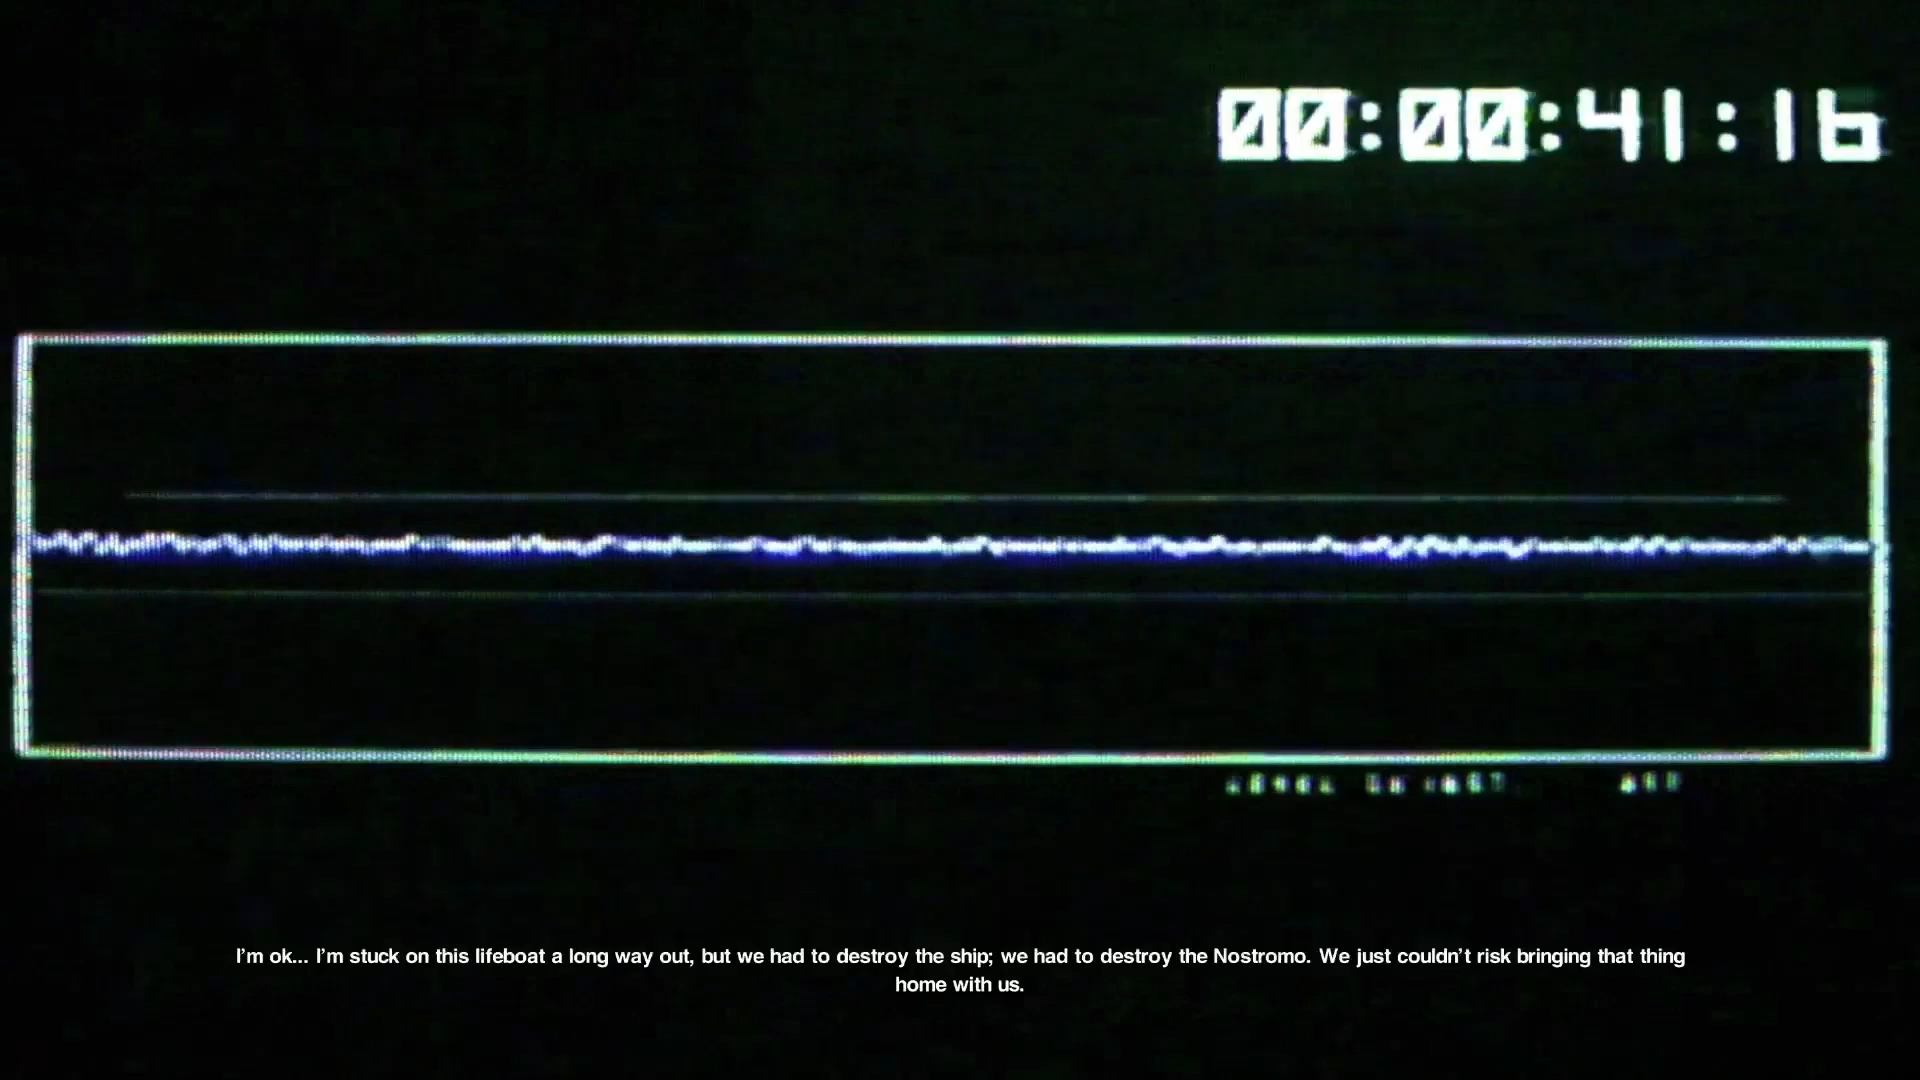 00:00:41:16
I’m ok... I’m stuck on this lifeboat a long way out, but we had to destroy the ship; we had to destroy the Nostromo. We just couldn’t risk bringing that thing
home with us.